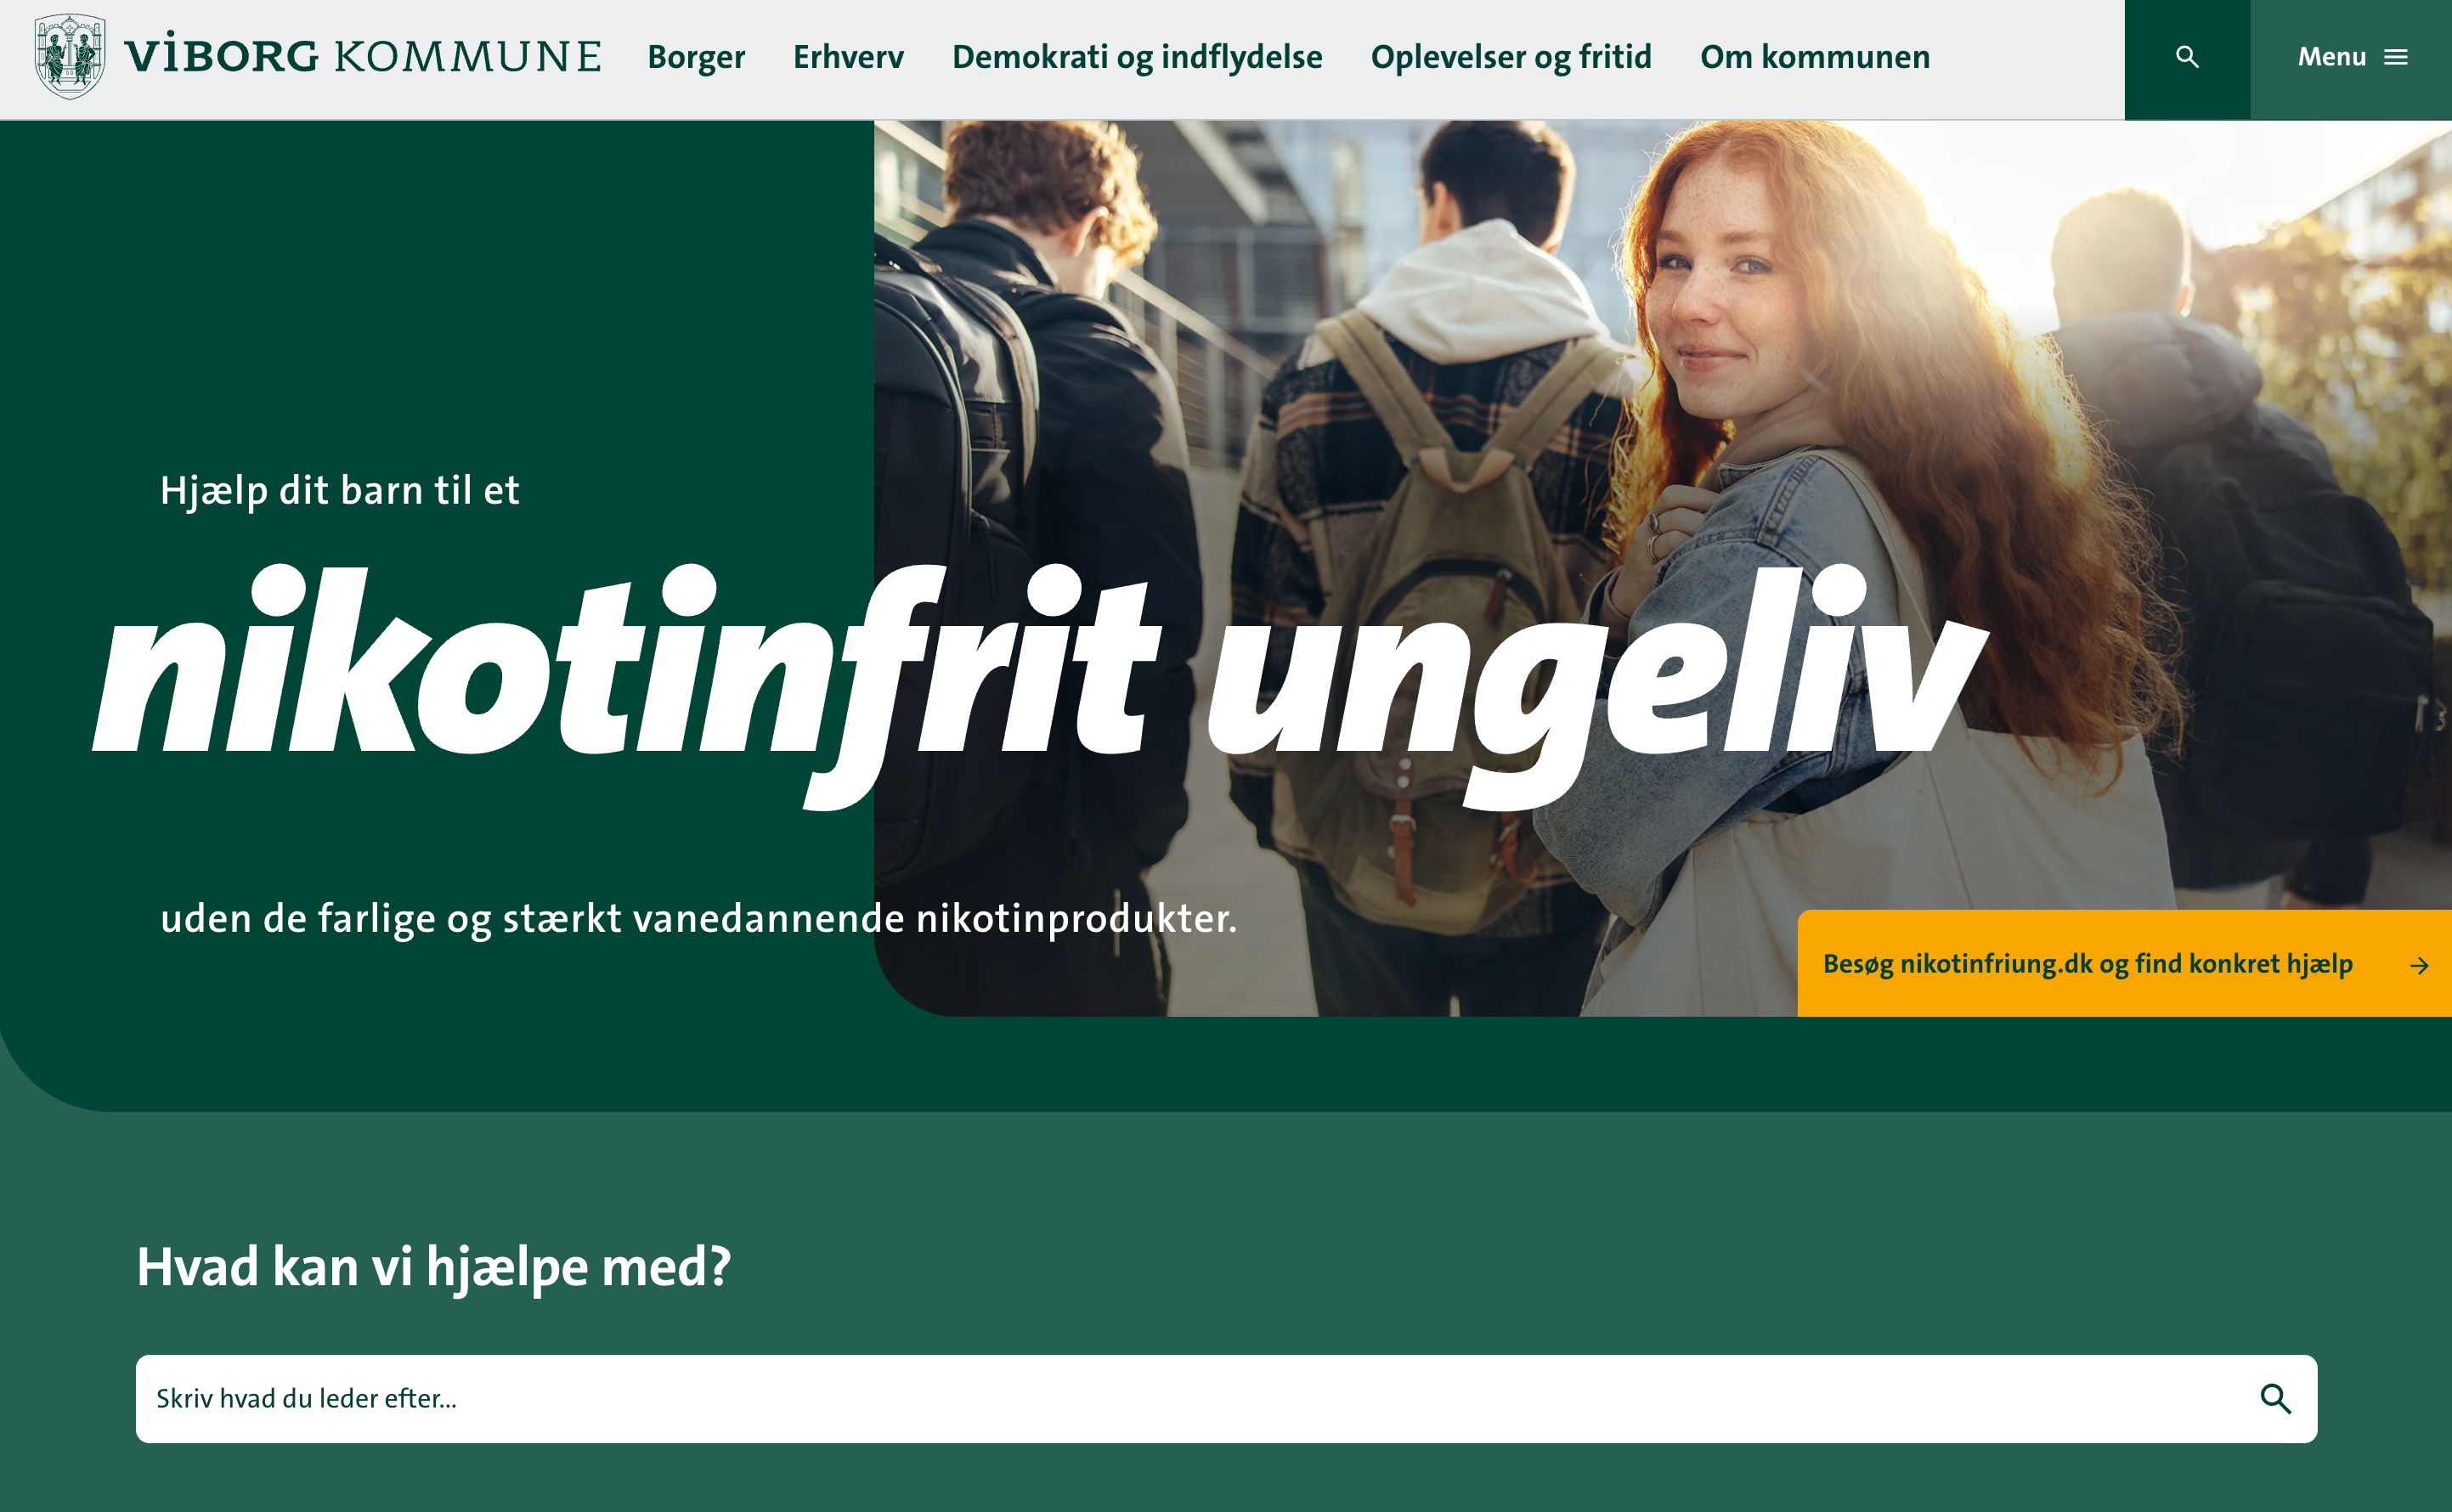 VIBORG KOMMUNE
Borger
Erhverv
Demokrati og indflydelse
Oplevelser og fritid
Om kommunen
Menu
Hjælp dit barn til et
nikotinfrit ungeliv
uden de farlige og stærkt vanedannende nikotinprodukter.
Besøg nikotinfriung.dk og find konkret hjælp
Hvad kan vi hjælpe med?
Skriv hvad du leder efter...